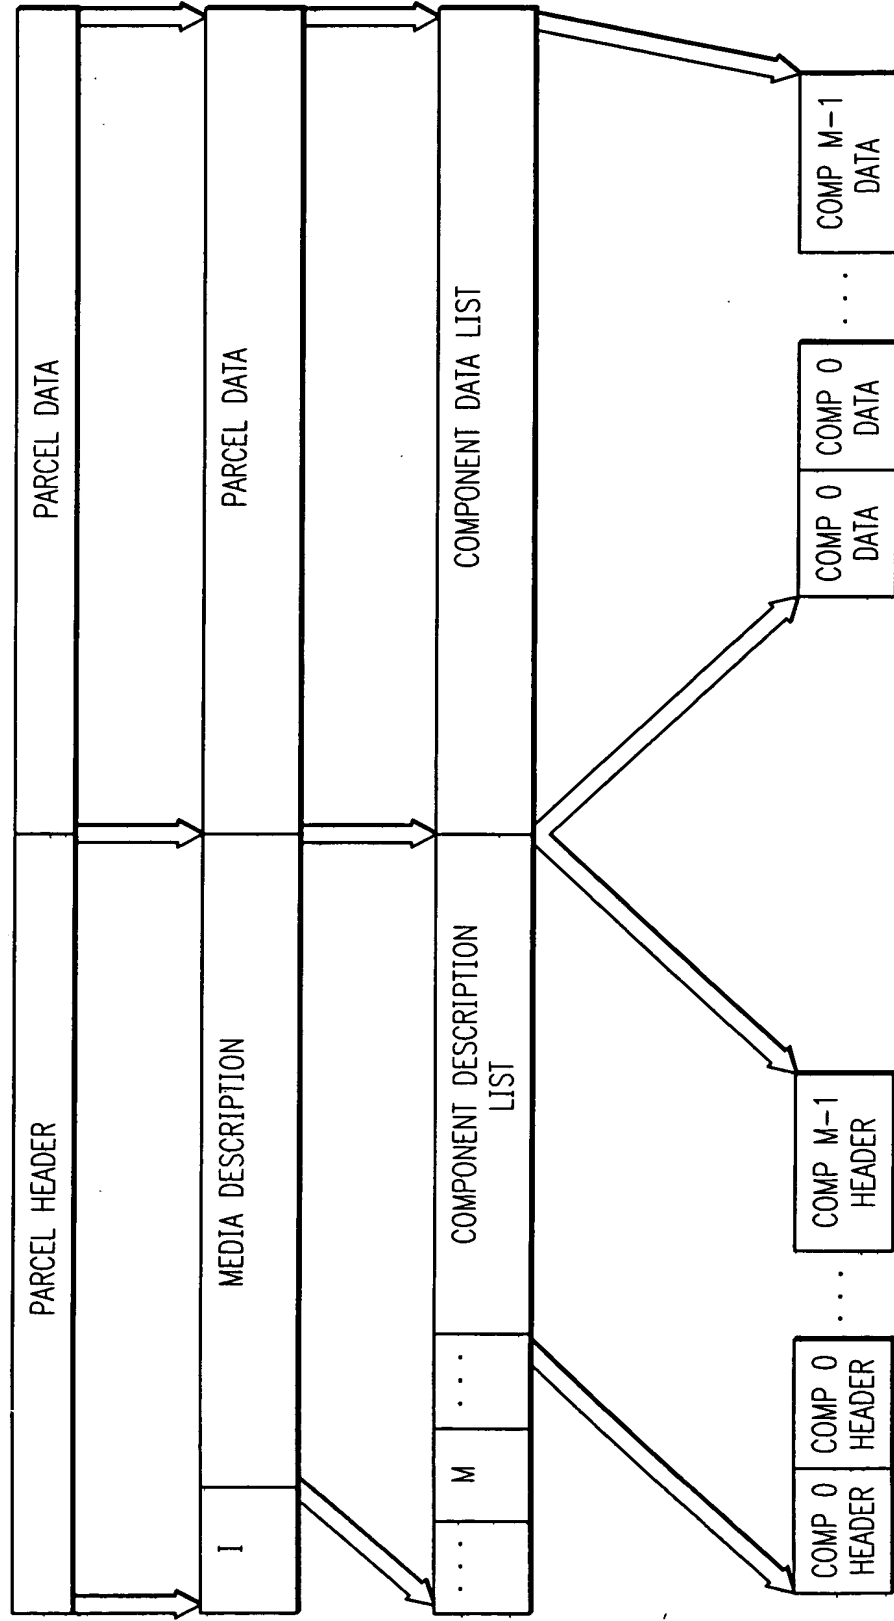 PARCEL HEADER
PARCEL DATA
I
MEDIA DESCRIPTION
PARCEL DATA
...
M
...
COMPONENT DESCRIPTION
LIST
COMPONENT DATA LIST
COMP 0
HEADER
COMP 0
HEADER
...
COMP M-1
HEADER
COMP 0
DATA
COMP 0
DATA
...
COMP M-1
DATA